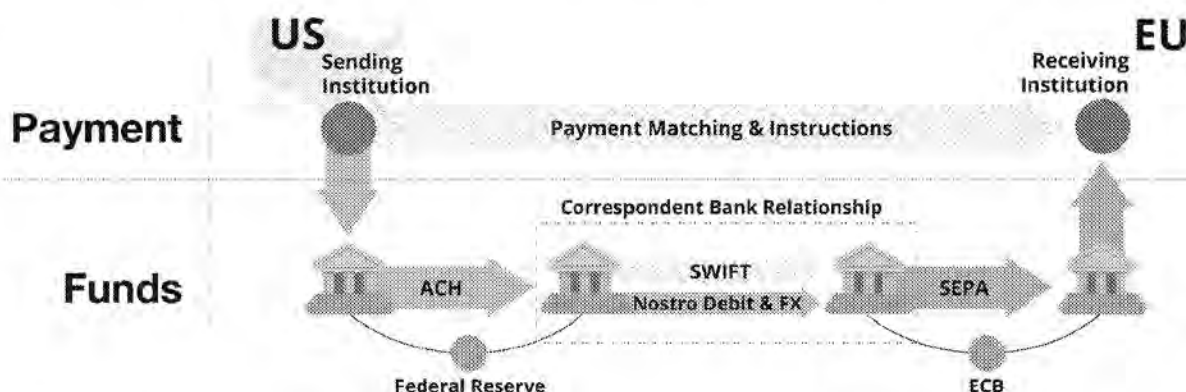 US
EU
Sending
Institution
Receiving
Institution
Payment
Payment Matching & Instructions
Correspondent Bank Relationship
Funds
ACH
SWIFT
Nostro Debit & FX
SEPA
Federal Reserve
ECB